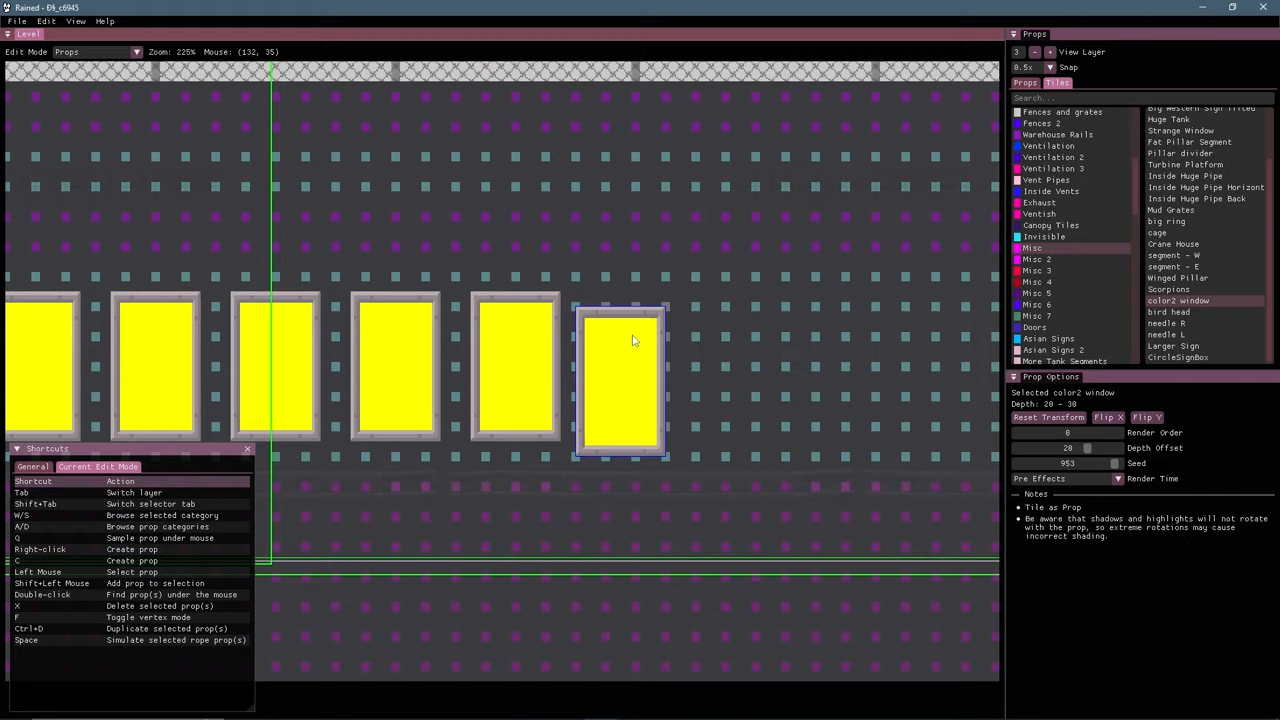 Rained - Đ§_c6945
File Edit View Help
Level
Edit Mode Props Zoom: 225% Mouse: (132, 35)
Shortcuts
General Current Edit Mode
Shortcut Action
Tab Switch layer
Shift+Tab Switch selector tab
W/S Browse selected category
A/D Browse prop categories
Q Sample prop under mouse
Right-click Create prop
C Create prop
Left Mouse Select prop
Shift+Left Mouse Add prop to selection
Double-click Find prop(s) under the mouse
X Delete selected prop(s)
F Toggle vertex mode
Ctrl+D Duplicate selected prop(s)
Space Simulate selected rope prop(s)
Props
3 - + View Layer
0.5x Snap
Props Tiles
Search...
Fences and grates
Fences 2
Warehouse Rails
Ventilation
Ventilation 2
Ventilation 3
Vent Pipes
Inside Vents
Exhaust
Ventish
Canopy Tiles
Invisible
Misc
Misc 2
Misc 3
Misc 4
Misc 5
Misc 6
Misc 7
Doors
Asian Signs
Asian Signs 2
More Tank Segments
Big Western Sign Tilted
Huge Tank
Strange Window
Fat Pillar Segment
Pillar divider
Turbine Platform
Inside Huge Pipe
Inside Huge Pipe Horizont
Inside Huge Pipe Back
Mud Grates
big ring
cage
Crane House
segment - W
segment - E
Winged Pillar
Scorpions
color2 window
bird head
needle R
needle L
Larger Sign
CircleSignBox
Prop Options
Selected color2 window
Depth: 20 - 30
Reset Transform Flip X Flip Y
0 Render Order
20 Depth Offset
953 Seed
Pre Effects Render Time
Notes
• Tile as Prop
• Be aware that shadows and highlights will not rotate
with the prop, so extreme rotations may cause
incorrect shading.